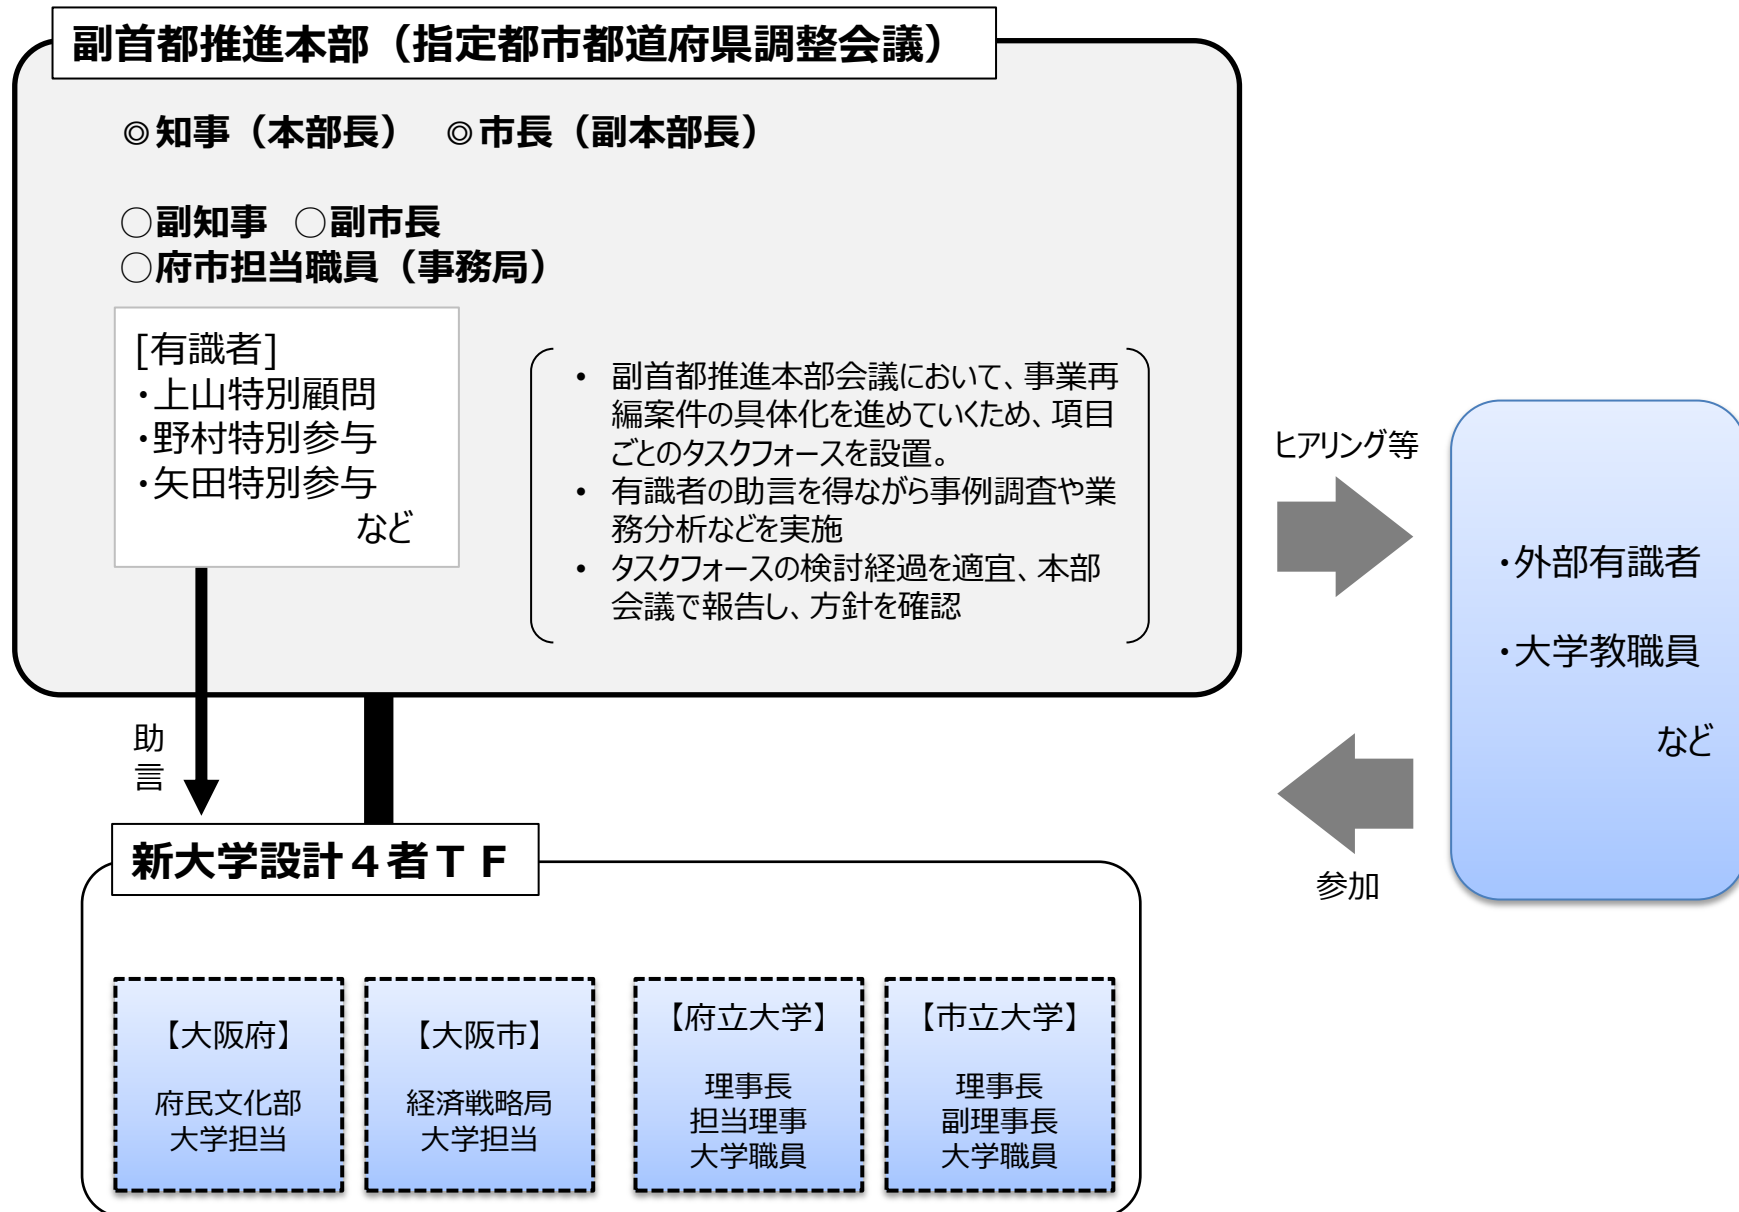 副首都推進本部（指定都市都道府県調整会議）
◎知事（本部長）　◎市長（副本部長）
○副知事　○副市長
○府市担当職員（事務局）
[有識者]
・上山特別顧問
・野村特別参与
・矢田特別参与
など
• 副首都推進本部会議において、事業再
編案件の具体化を進めていくため、項目
ごとのタスクフォースを設置。
• 有識者の助言を得ながら事例調査や業
務分析などを実施
• タスクフォースの検討経過を適宜、本部
会議で報告し、方針を確認
ヒアリング等
・外部有識者
・大学教職員
など
参加
助
言
新大学設計４者ＴＦ
【大阪府】
府民文化部
大学担当
【大阪市】
経済戦略局
大学担当
【府立大学】
理事長
担当理事
大学職員
【市立大学】
理事長
副理事長
大学職員